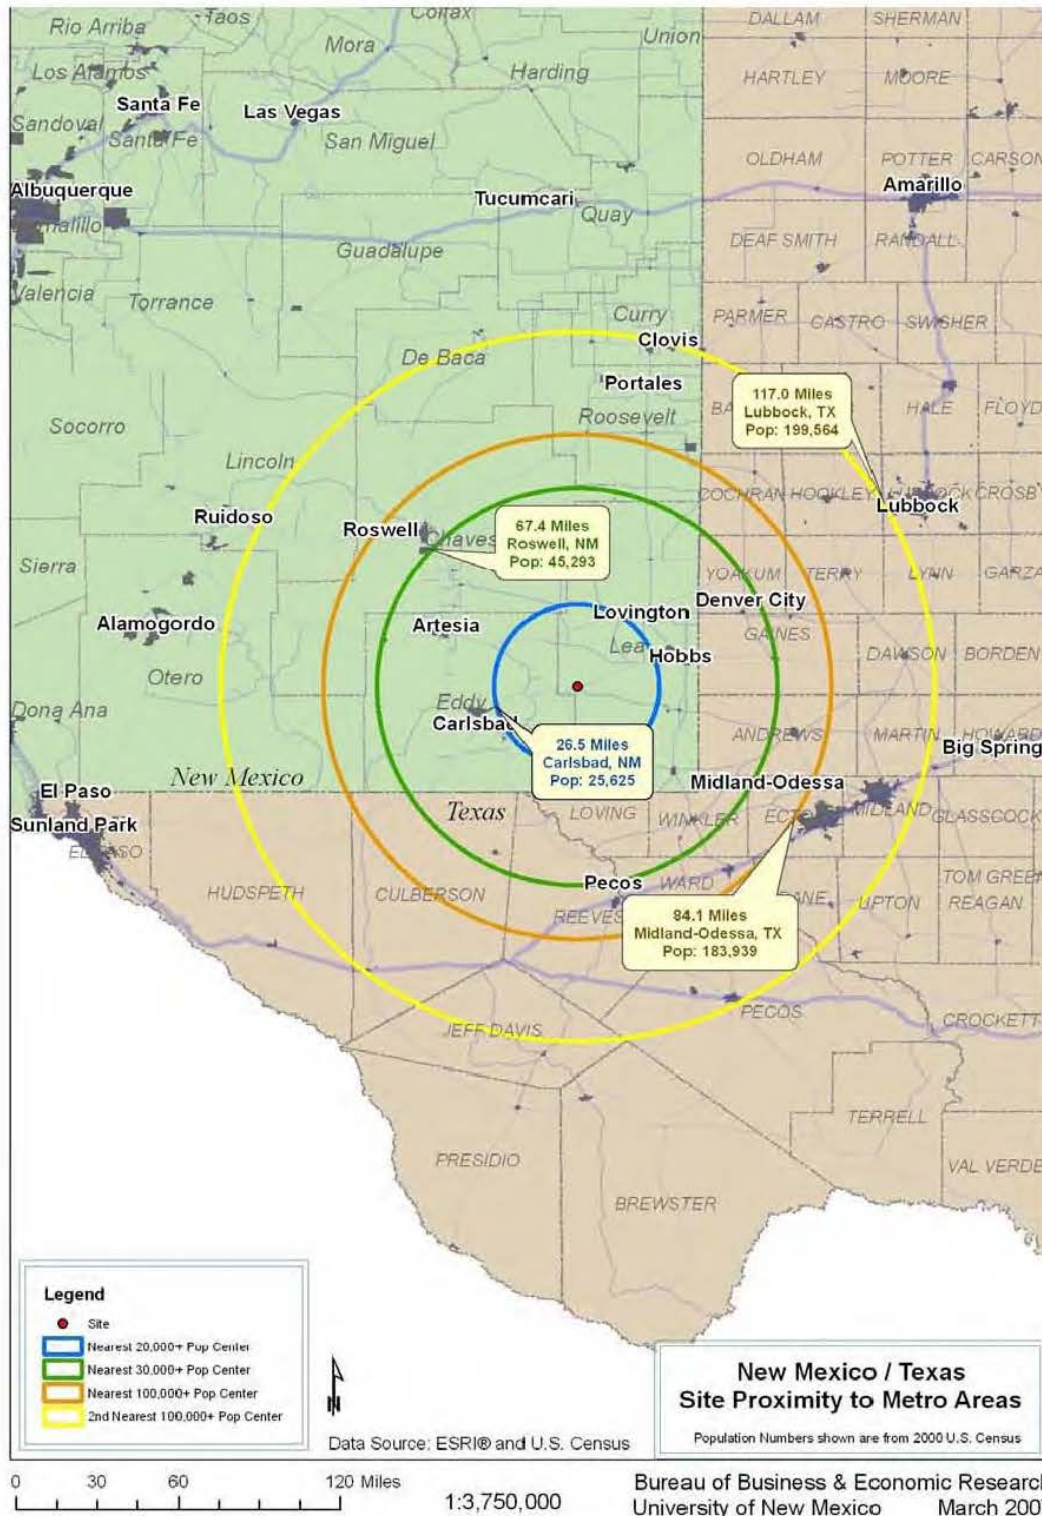 Taos
Colfax
Rio Arriba
Mora
Union
DALLAM
SHERMAN
Los Alamos
Harding
HARTLEY
MOORE
Santa Fe
Las Vegas
Sandoval
Santa Fe
San Miguel
OLDHAM
POTTER
CARSON
Albuquerque
Tucumcari
Amarillo
Quay
Guadalupe
DEAF SMITH
RANDALL
Valencia
Torrance
Curry
PARMER
CASTRO
SWISHER
Clovis
De Baca
Portales
117.0 Miles
Lubbock, TX
Pop: 199,564
Roosevelt
HALE
FLOYD
Socorro
Lincoln
COCHRAN
HOCKLEY
CROSBY
Lubbock
Ruidoso
Roswell
Chaves
67.4 Miles
Roswell, NM
Pop: 45,293
Sierra
YOAKUM
TERRY
LYNN
GARZA
Denver City
Lovington
Alamogordo
Artesia
GAINES
Lea
Hobbs
DAWSON
BORDEN
Otero
Eddy
Dona Ana
Carlsbad
26.5 Miles
Carlsbad, NM
Pop: 25,625
ANDREWS
MARTIN
HOWARD
Big Spring
New Mexico
Midland-Odessa
El Paso
Texas
LOVING
WINKLER
ECTO
MIDLAND
GLASSCOCK
Sunland Park
EL PASO
HUDSPETH
CULBERSON
Pecos
WARD
REEVES
TOM GREEN
UPTON
REAGAN
84.1 Miles
Midland-Odessa, TX
Pop: 183,939
JEFF DAVIS
PECOS
CROCKETT
TERRELL
PRESIDIO
VAL VERDE
BREWSTER
Legend
Site
Nearest 20,000+ Pop Center
Nearest 30,000+ Pop Center
Nearest 100,000+ Pop Center
2nd Nearest 100,000+ Pop Center
N
Data Source: ESRI® and U.S. Census
New Mexico / Texas
Site Proximity to Metro Areas
Population Numbers shown are from 2000 U.S. Census
0 30 60 120 Miles
1:3,750,000
Bureau of Business & Economic Research
University of New Mexico March 200